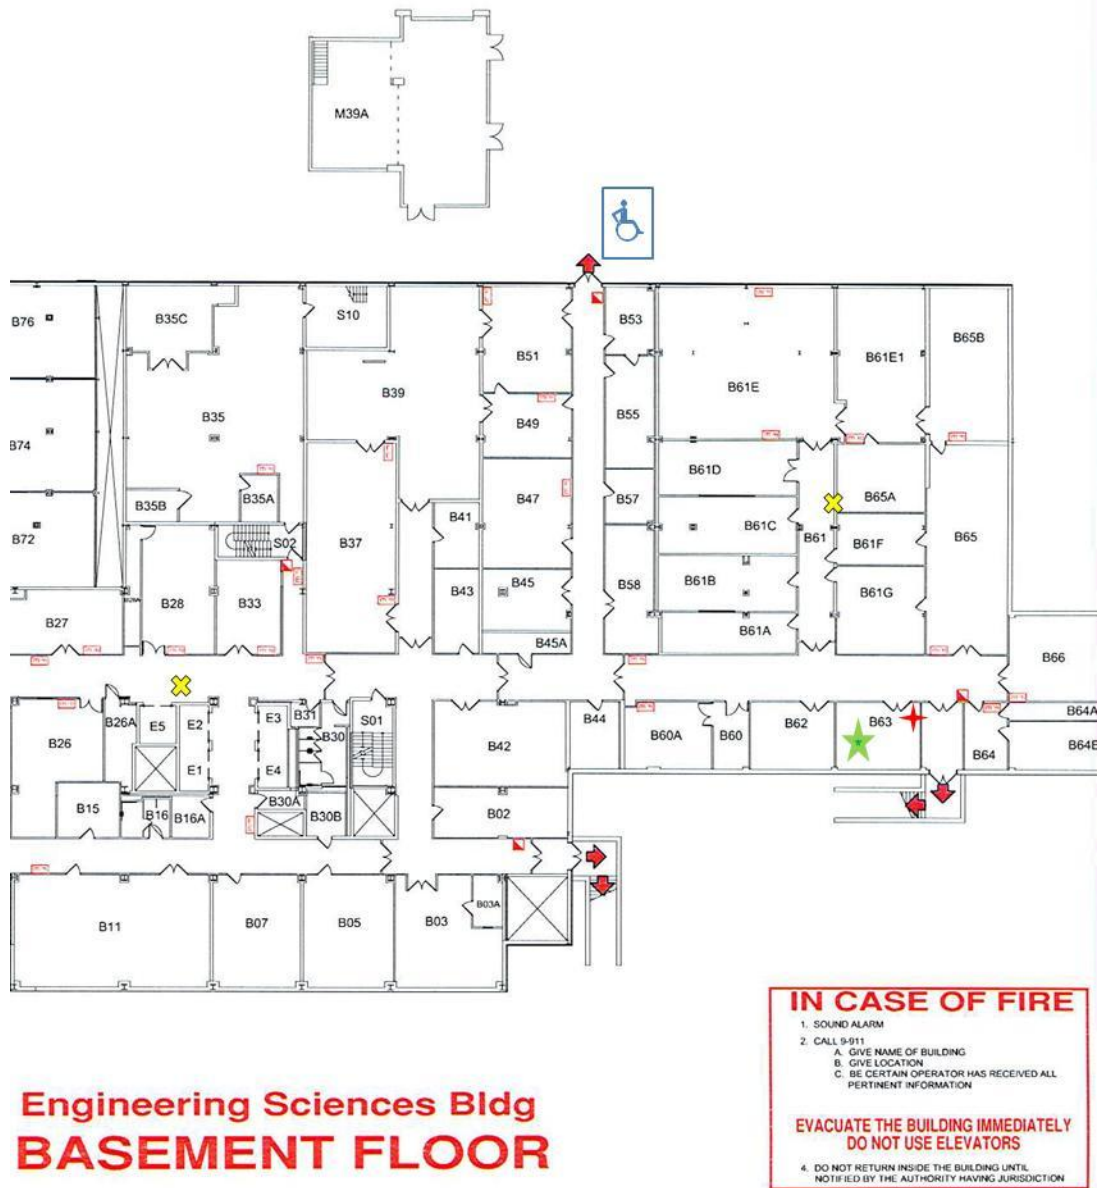 M39A
B76
B35C
S10
B51
B53
B61E
B61E1
B65B
B35
B39
B49
B55
B74
B61D
B35B
B35A
B47
B57
B65A
B72
S02
B37
B41
B61C
B61
B61F
B65
B28
B33
B43
B45
B58
B61B
B61G
B27
B45A
B61A
B66
B26
B26A
E5
E2
E3
B31
B30
S01
B42
B44
B60A
B60
B62
B63
B64
B64A
B64E
E1
E4
B15
B16
B16A
B30A
B30B
B02
B11
B07
B05
B03
B03A
IN CASE OF FIRE
1. SOUND ALARM
2. CALL 9-911
A. GIVE NAME OF BUILDING
B. GIVE LOCATION
C. BE CERTAIN OPERATOR HAS RECEIVED ALL
PERTINENT INFORMATION
EVACUATE THE BUILDING IMMEDIATELY
DO NOT USE ELEVATORS
4. DO NOT RETURN INSIDE THE BUILDING UNTIL
NOTIFIED BY THE AUTHORITY HAVING JURISDICTION
Engineering Sciences Bldg
BASEMENT FLOOR